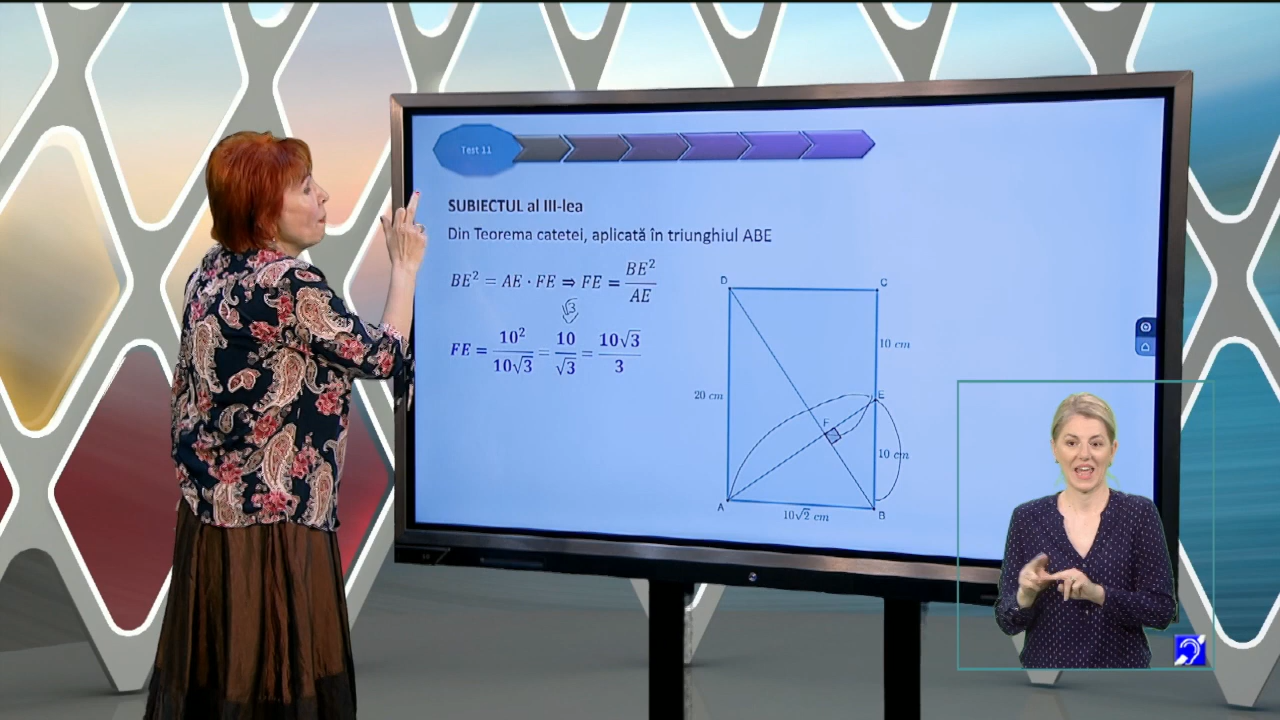 Test 11
SUBIECTUL al III-lea
Din Teorema catetei, aplicată în triunghiul ABE
BE² = AE · FE ⇒ FE = BE²/AE
√3
FE = 10²/10√3 = 10/√3 = 10√3/3
D C
10 cm
20 cm
E
F
10 cm
A B
10√2 cm